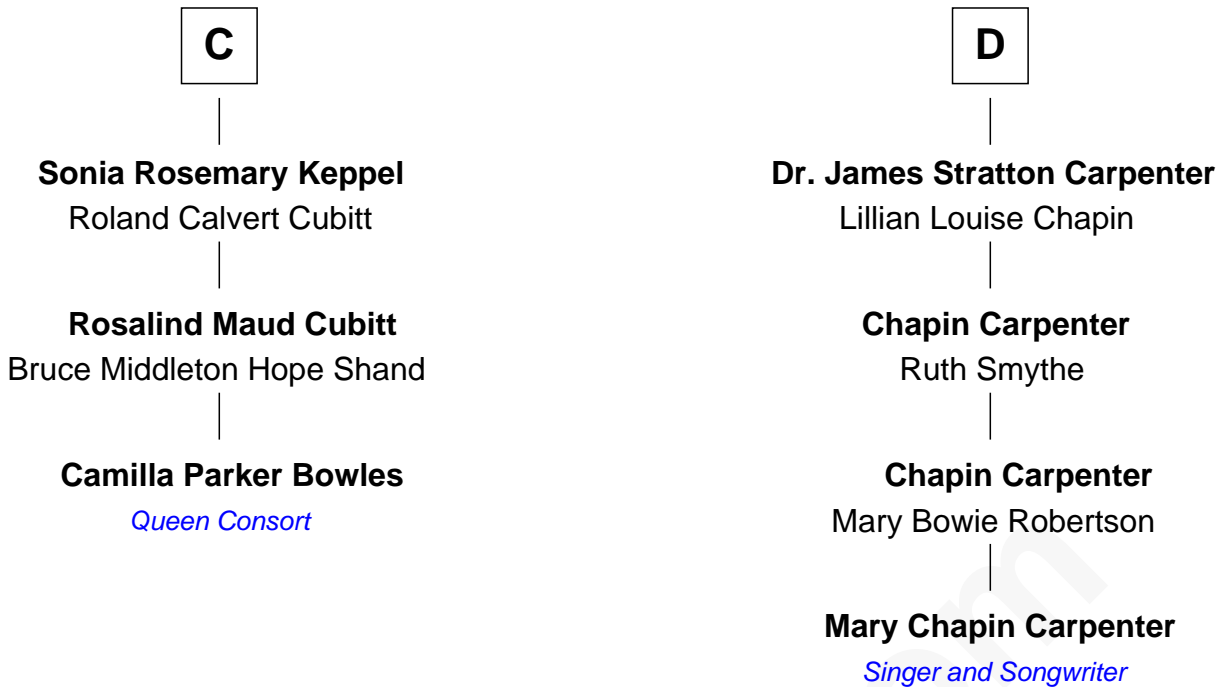 C
Sonia Rosemary Keppel
Roland Calvert Cubitt
Rosalind Maud Cubitt
Bruce Middleton Hope Shand
Camilla Parker Bowles
Queen Consort
D
Dr. James Stratton Carpenter
Lillian Louise Chapin
Chapin Carpenter
Ruth Smythe
Chapin Carpenter
Mary Bowie Robertson
Mary Chapin Carpenter
Singer and Songwriter